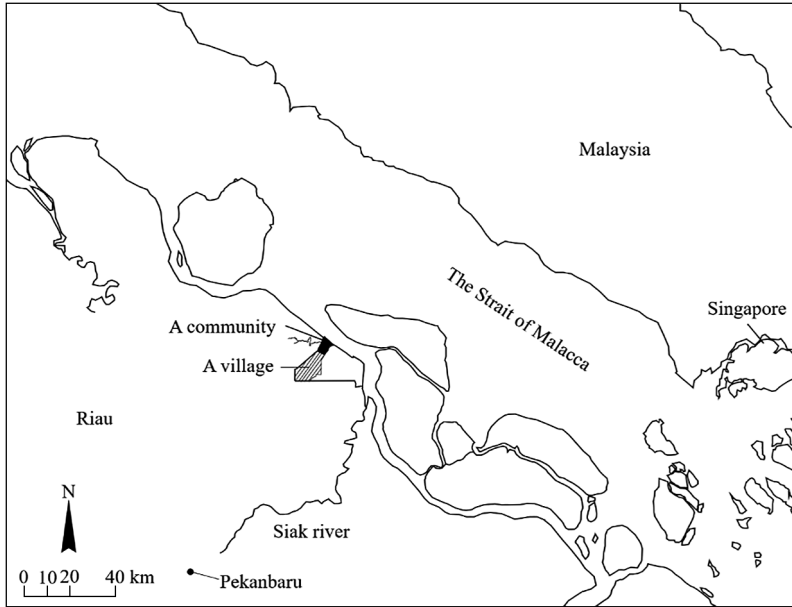 Malaysia
The Strait of Malacca
Singapore
A community
A village
Riau
N
Siak river
0 10 20 40 km
Pekanbaru